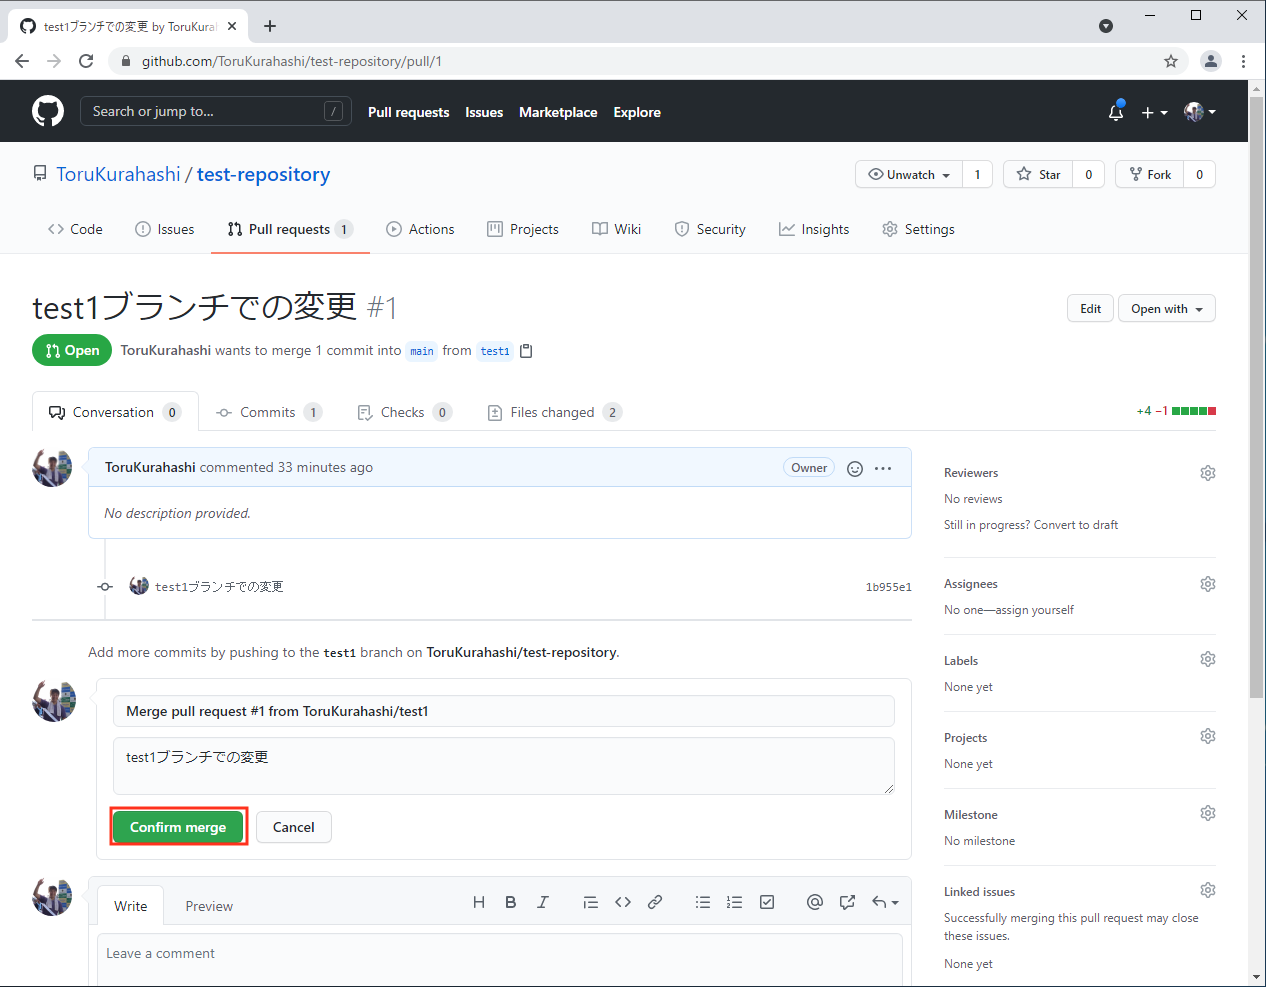 test1ブランチでの変更 by ToruKura
github.com/ToruKurahashi/test-repository/pull/1
Search or jump to...
/
Pull requests
Issues
Marketplace
Explore
ToruKurahashi / test-repository
Unwatch
1
Star
0
Fork
0
Code
Issues
Pull requests 1
Actions
Projects
Wiki
Security
Insights
Settings
test1ブランチでの変更 #1
Edit
Open with
Open
ToruKurahashi wants to merge 1 commit into main from test1
Conversation 0
Commits 1
Checks 0
Files changed 2
+4 −1
ToruKurahashi commented 33 minutes ago
Owner
No description provided.
test1ブランチでの変更
1b955e1
Add more commits by pushing to the test1 branch on ToruKurahashi/test-repository.
Merge pull request #1 from ToruKurahashi/test1
test1ブランチでの変更
Confirm merge
Cancel
Write
Preview
Leave a comment
Reviewers
No reviews
Still in progress? Convert to draft
Assignees
No one—assign yourself
Labels
None yet
Projects
None yet
Milestone
No milestone
Linked issues
Successfully merging this pull request may close
these issues.
None yet